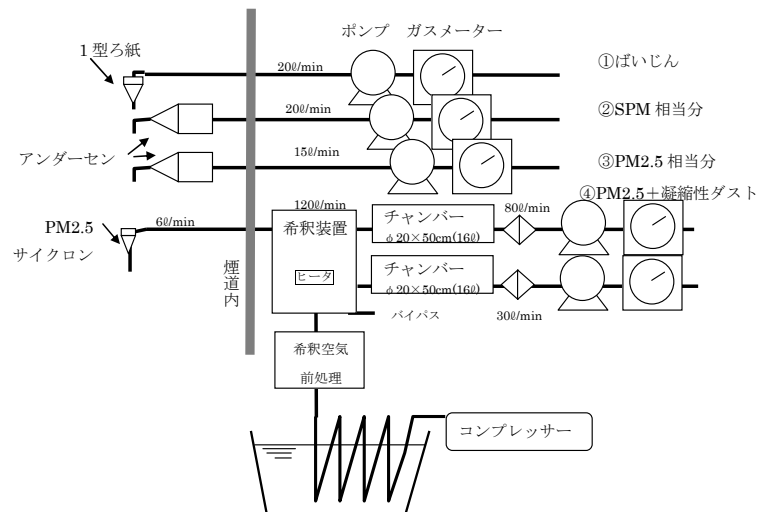 ポンプ ガスメーター
1型ろ紙
20ℓ/min
①ばいじん
20ℓ/min
②SPM 相当分
アンダーセン
15ℓ/min
③PM2.5 相当分
④PM2.5＋凝縮性ダスト
120ℓ/min
80ℓ/min
PM2.5
サイクロン
6ℓ/min
希釈装置
チャンバー
φ20×50cm(16ℓ)
ヒータ
チャンバー
φ20×50cm(16ℓ)
煙道内
バイパス
30ℓ/min
希釈空気
前処理
コンプレッサー